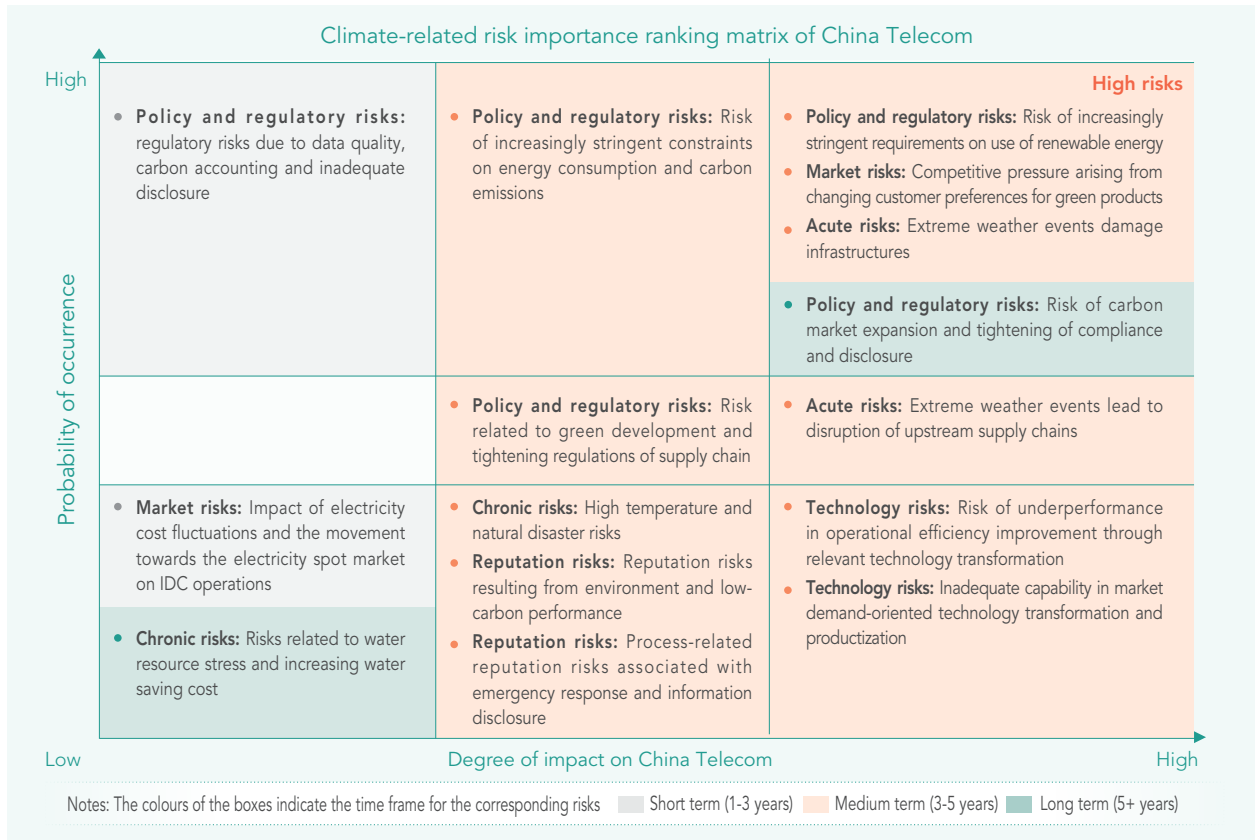 Climate-related risk importance ranking matrix of China Telecom
High
Probability of occurrence
Policy and regulatory risks:
regulatory risks due to data quality,
carbon accounting and inadequate
disclosure
Policy and regulatory risks: Risk
of increasingly stringent constraints
on energy consumption and carbon
emissions
High risks
Policy and regulatory risks: Risk of increasingly
stringent requirements on use of renewable energy
Market risks: Competitive pressure arising from
changing customer preferences for green products
Acute risks: Extreme weather events damage
infrastructures
Policy and regulatory risks: Risk of carbon
market expansion and tightening of compliance
and disclosure
Policy and regulatory risks: Risk
related to green development and
tightening regulations of supply chain
Acute risks: Extreme weather events lead to
disruption of upstream supply chains
Market risks: Impact of electricity
cost fluctuations and the movement
towards the electricity spot market
on IDC operations
Chronic risks: Risks related to water
resource stress and increasing water
saving cost
Chronic risks: High temperature and
natural disaster risks
Reputation risks: Reputation risks
resulting from environment and low-
carbon performance
Reputation risks: Process-related
reputation risks associated with
emergency response and information
disclosure
Technology risks: Risk of underperformance
in operational efficiency improvement through
relevant technology transformation
Technology risks: Inadequate capability in market
demand-oriented technology transformation and
productization
Low
Degree of impact on China Telecom
High
Notes: The colours of the boxes indicate the time frame for the corresponding risks
Short term (1-3 years)
Medium term (3-5 years)
Long term (5+ years)